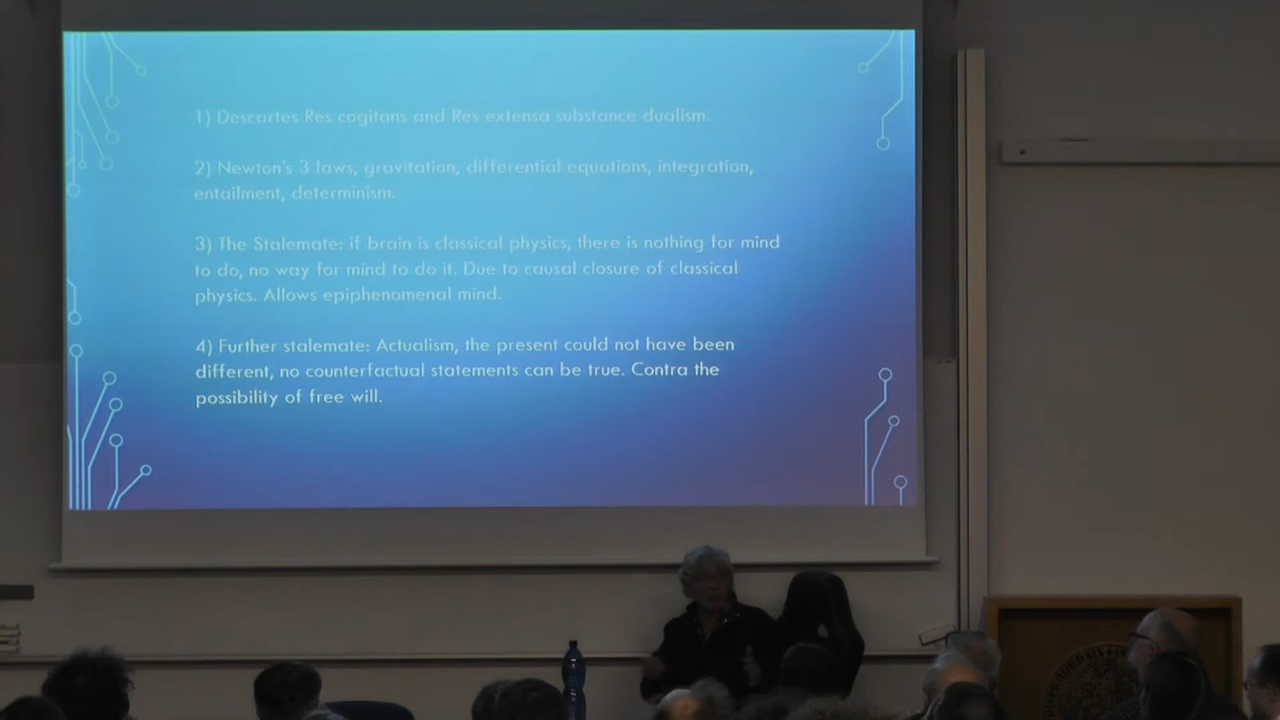 1) Descartes Res cogitans and Res extensa substance dualism.
2) Newton's 3 laws, gravitation, differential equations, integration,
entailment, determinism.
3) The Stalemate: if brain is classical physics, there is nothing for mind
to do, no way for mind to do it. Due to causal closure of classical
physics. Allows epiphenomenal mind.
4) Further stalemate: Actualism, the present could not have been
different, no counterfactual statements can be true. Contra the
possibility of free will.